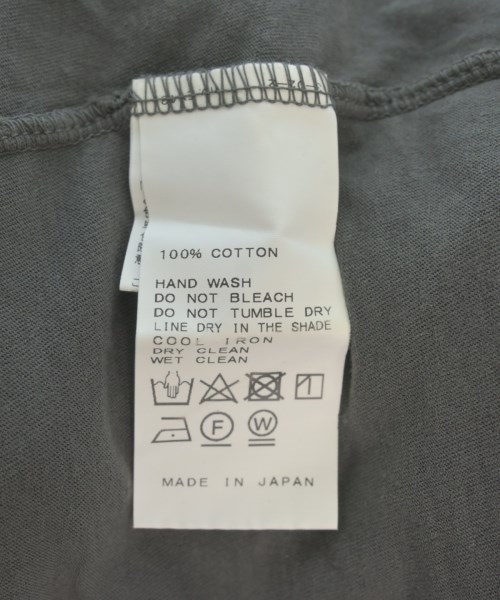 100% COTTON
HAND WASH
DO NOT BLEACH
DO NOT TUMBLE DRY
LINE DRY IN THE SHADE
COOL IRON
DRY CLEAN
WET CLEAN
F W
MADE IN JAPAN